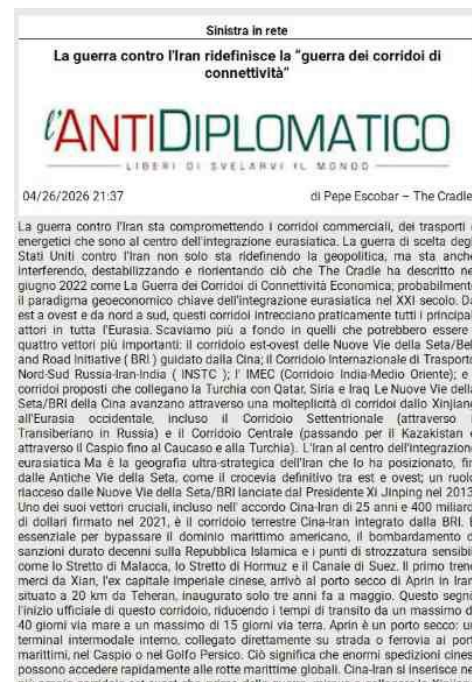 Sinistra in rete
La guerra contro l'Iran ridefinisce la “guerra dei corridoi di
connettività”
l'ANTIDIPLOMATICO
LIBERI DI SVELARVI IL MONDO
04/26/2026 21:37 di Pepe Escobar – The Cradle
La guerra contro l'Iran sta compromettendo i corridoi commerciali, dei trasporti
energetici che sono al centro dell'integrazione eurasiatica. La guerra di scelta degli
Stati Uniti contro l'Iran non solo sta ridefinendo la geopolitica, ma sta anche
interferendo, destabilizzando e riorientando ciò che The Cradle ha descritto nel
giugno 2022 come La Guerra dei Corridoi di Connettività Economica; probabilmente
il paradigma geoeconomico chiave dell'integrazione eurasiatica nel XXI secolo. Da
est a ovest e da nord a sud, questi corridoi intrecciano praticamente tutti i principali
attori in tutta l'Eurasia. Scaviamo più a fondo in quelli che potrebbero essere
quattro vettori più importanti: il corridoio est-ovest delle Nuove Vie della Seta/Belt
and Road Initiative ( BRI ) guidato dalla Cina; il Corridoio Internazionale di Trasporto
Nord-Sud Russia-Iran-India ( INSTC ); l' IMEC (Corridoio India-Medio Oriente); e
corridoi proposti che collegano la Turchia con Qatar, Siria e Iraq Le Nuove Vie della
Seta/BRI della Cina avanzano attraverso una molteplicità di corridoi dallo Xinjiang
all'Eurasia occidentale, incluso il Corridoio Settentrionale (attraverso
Transiberiano in Russia) e il Corridoio Centrale (passando per il Kazakistan
attraverso il Caspio fino al Caucaso e alla Turchia). L'Iran al centro dell'integrazione
eurasiatica Ma è la geografia ultra-strategica dell'Iran che lo ha posizionato, fin
dalle Antiche Vie della Seta, come il crocevia definitivo tra est e ovest; un ruolo
riacceso dalle Nuove Vie della Seta/BRI lanciate dal Presidente Xi Jinping nel 2013.
Uno dei suoi vettori cruciali, incluso nell' accordo Cina-Iran di 25 anni e 400 miliardi
di dollari firmato nel 2021, è il corridoio terrestre Cina-Iran integrato dalla BRI.
essenziale per bypassare il dominio marittimo americano, il bombardamento di
sanzioni durato decenni sulla Repubblica Islamica e i punti di strozzatura sensibili
come lo Stretto di Malacca, lo Stretto di Hormuz e il Canale di Suez. Il primo treno
merci da Xian, l'ex capitale imperiale cinese, arrivò al porto secco di Aprin in Iran
situato a 20 km da Teheran, inaugurato solo tre anni fa a maggio. Questo segnò
l'inizio ufficiale di questo corridoio, riducendo i tempi di transito da un massimo di
40 giorni via mare a un massimo di 15 giorni via terra. Aprin è un porto secco: un
terminal intermodale interno, collegato direttamente su strada o ferrovia ai porti
marittimi, nel Caspio o nel Golfo Persico. Ciò significa che enormi spedizioni cinesi
possono accedere rapidamente alle rotte marittime globali. Cina-Iran si inserisce nel